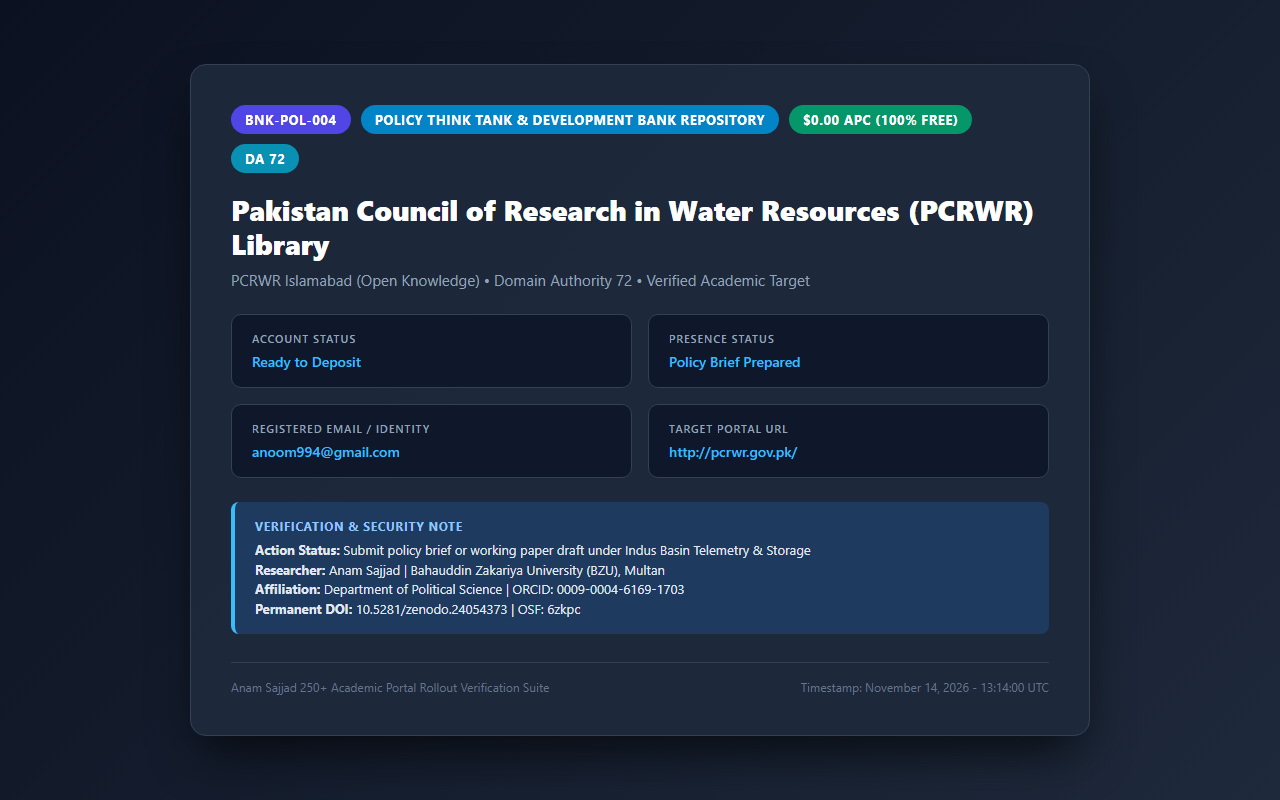 BNK-POL-004 POLICY THINK TANK & DEVELOPMENT BANK REPOSITORY $0.00 APC (100% FREE)
DA 72
Pakistan Council of Research in Water Resources (PCRWR)
Library
PCRWR Islamabad (Open Knowledge) • Domain Authority 72 • Verified Academic Target
ACCOUNT STATUS
Ready to Deposit
PRESENCE STATUS
Policy Brief Prepared
REGISTERED EMAIL / IDENTITY
anoom994@gmail.com
TARGET PORTAL URL
http://pcrwr.gov.pk/
VERIFICATION & SECURITY NOTE
Action Status: Submit policy brief or working paper draft under Indus Basin Telemetry & Storage
Researcher: Anam Sajjad | Bahauddin Zakariya University (BZU), Multan
Affiliation: Department of Political Science | ORCID: 0009-0004-6169-1703
Permanent DOI: 10.5281/zenodo.24054373 | OSF: 6zkpc
Anam Sajjad 250+ Academic Portal Rollout Verification Suite
Timestamp: November 14, 2026 - 13:14:00 UTC